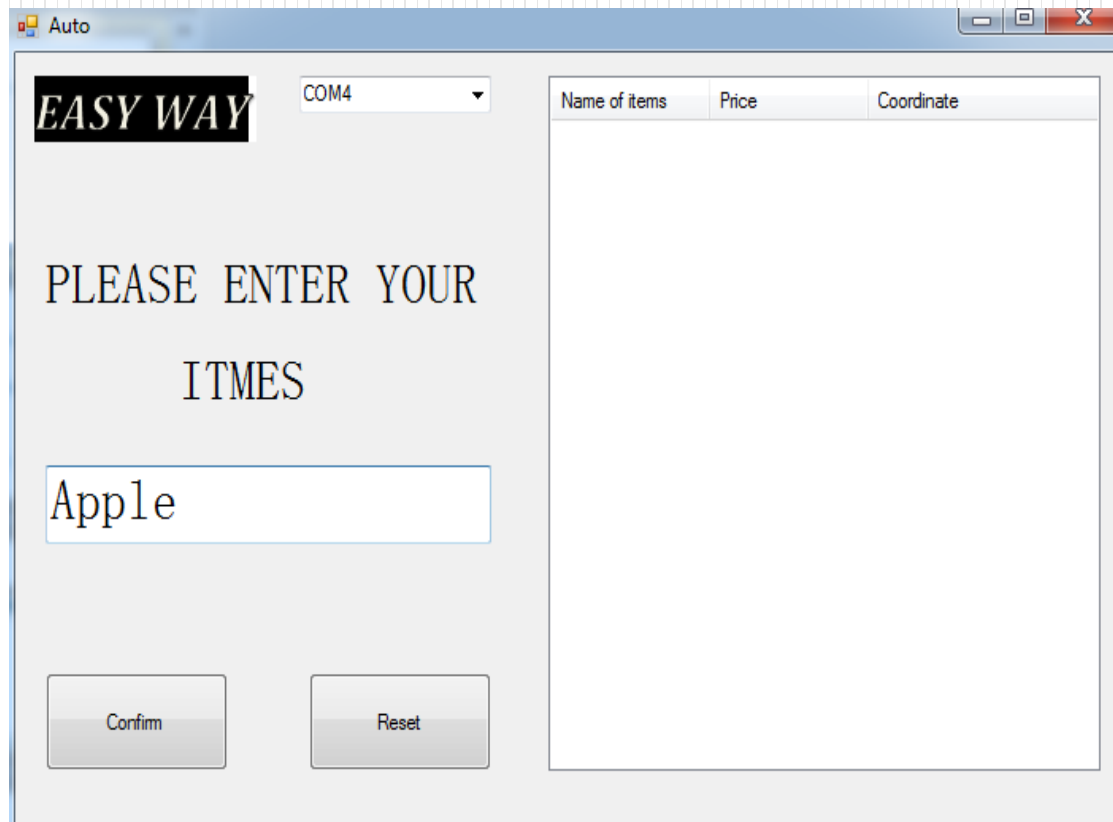 Auto
EASY WAY
COM4
PLEASE ENTER YOUR
ITMES
Apple
Confirm
Reset
Name of items Price Coordinate